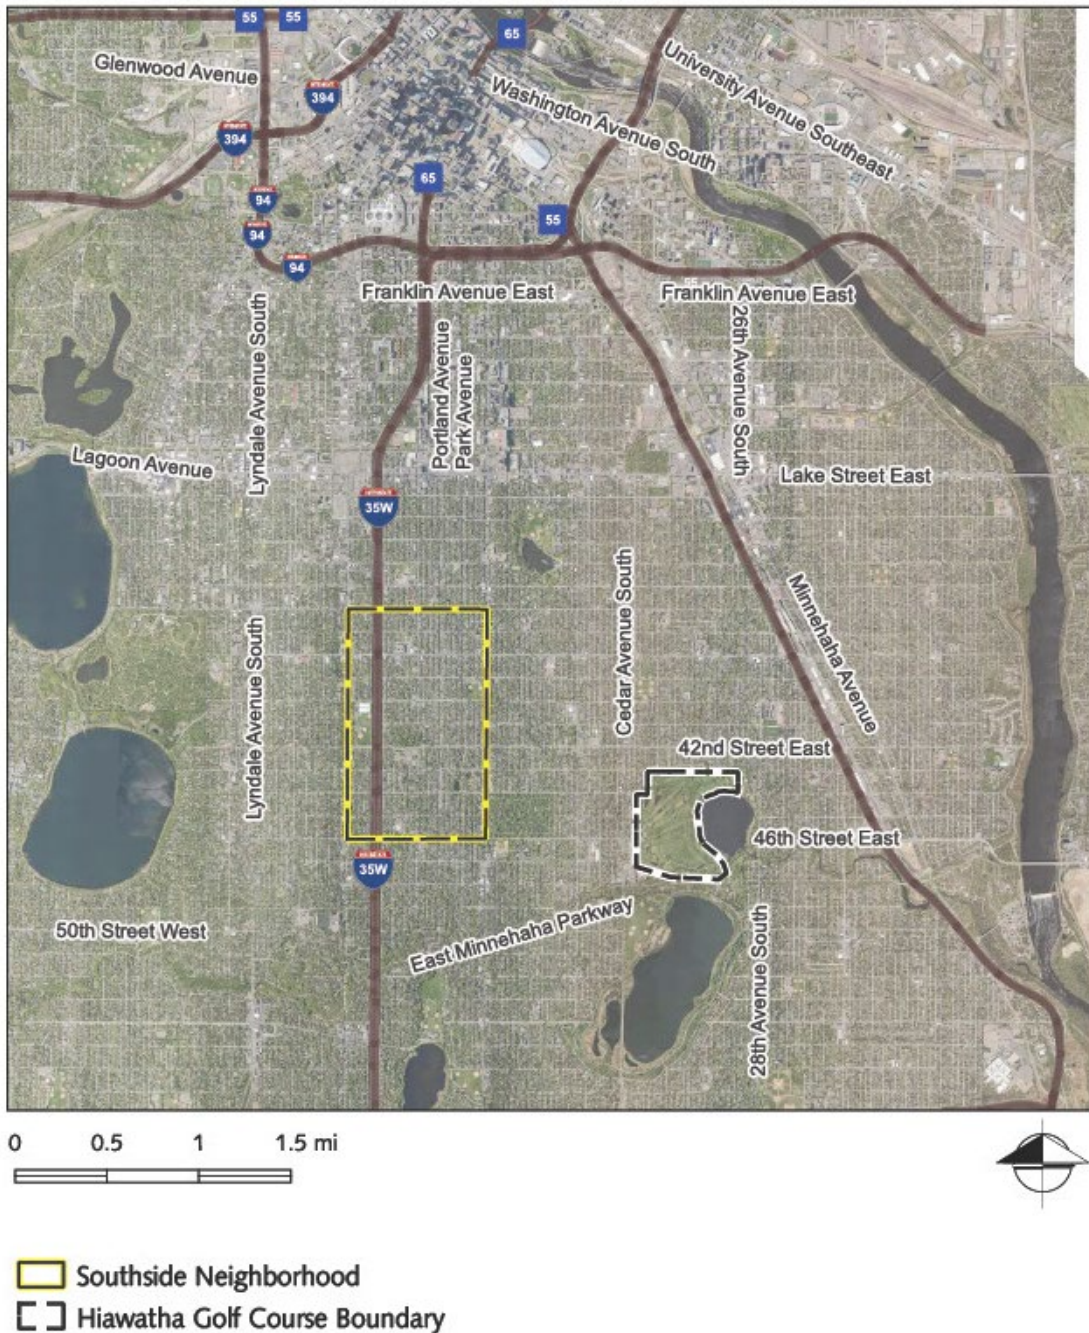 55
55
65
Glenwood Avenue
University Avenue Southeast
394
Washington Avenue South
394
65
94
55
94
94
Franklin Avenue East
Franklin Avenue East
Lyndale Avenue South
Portland Avenue
Park Avenue
26th Avenue South
Lagoon Avenue
Lake Street East
35W
Cedar Avenue South
Minnehaha Avenue
Lyndale Avenue South
42nd Street East
46th Street East
35W
50th Street West
East Minnehaha Parkway
28th Avenue South
0 0.5 1 1.5 mi
Southside Neighborhood
Hiawatha Golf Course Boundary